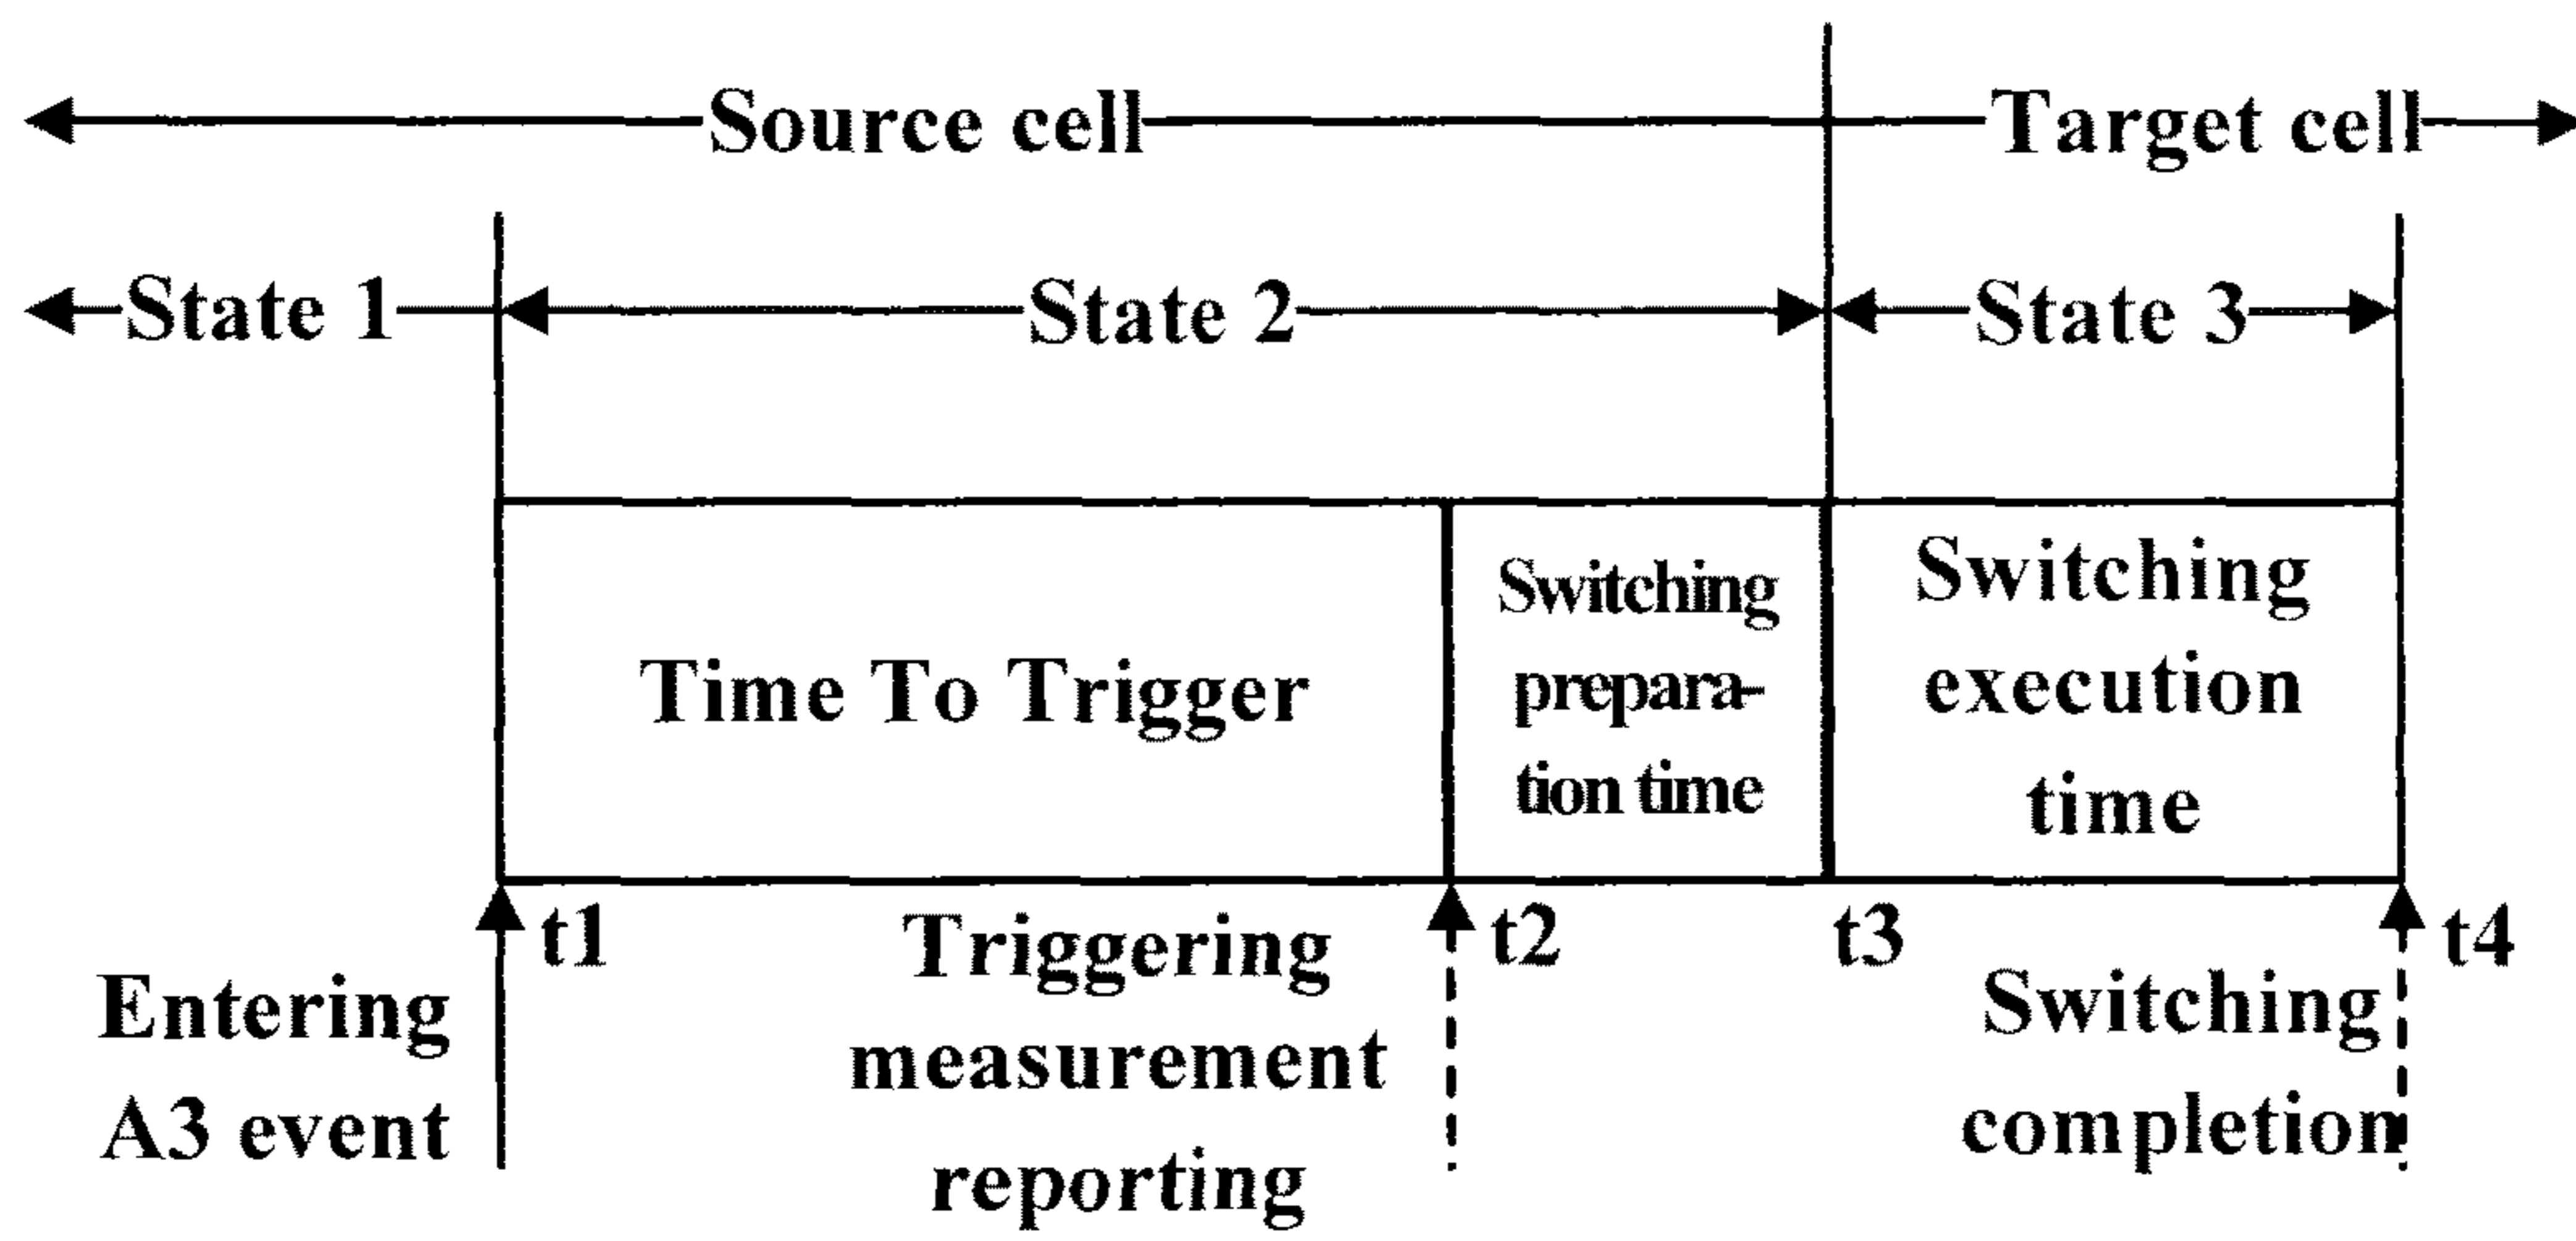 Source cell
Target cell
State 1
State 2
State 3
Time To Trigger
Switching
prepara-
tion time
Switching
execution
time
t1
t2
t3
t4
Entering
A3 event
Triggering
measurement
reporting
Switching
completion